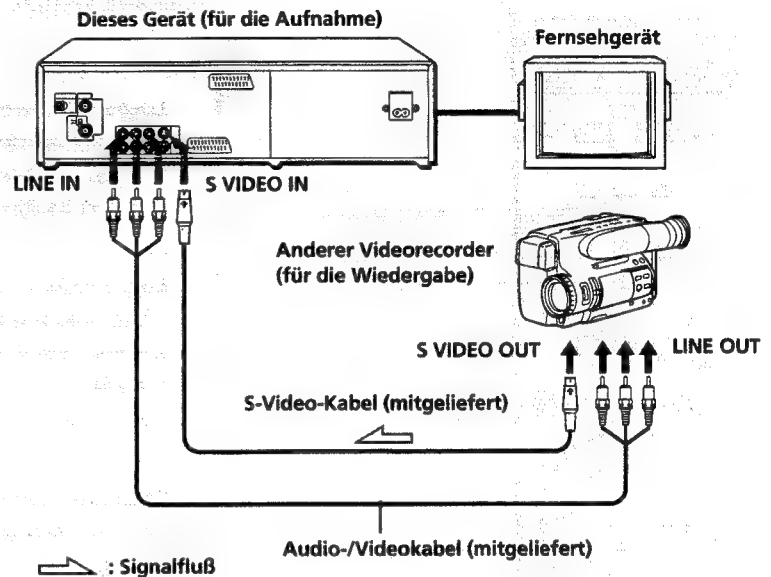 Dieses Gerät (für die Aufnahme)
Fernsehgerät
LINE IN
S VIDEO IN
Anderer Videorecorder
(für die Wiedergabe)
S VIDEO OUT
LINE OUT
S-Video-Kabel (mitgeliefert)
Audio-/Videokabel (mitgeliefert)
: Signalfluß